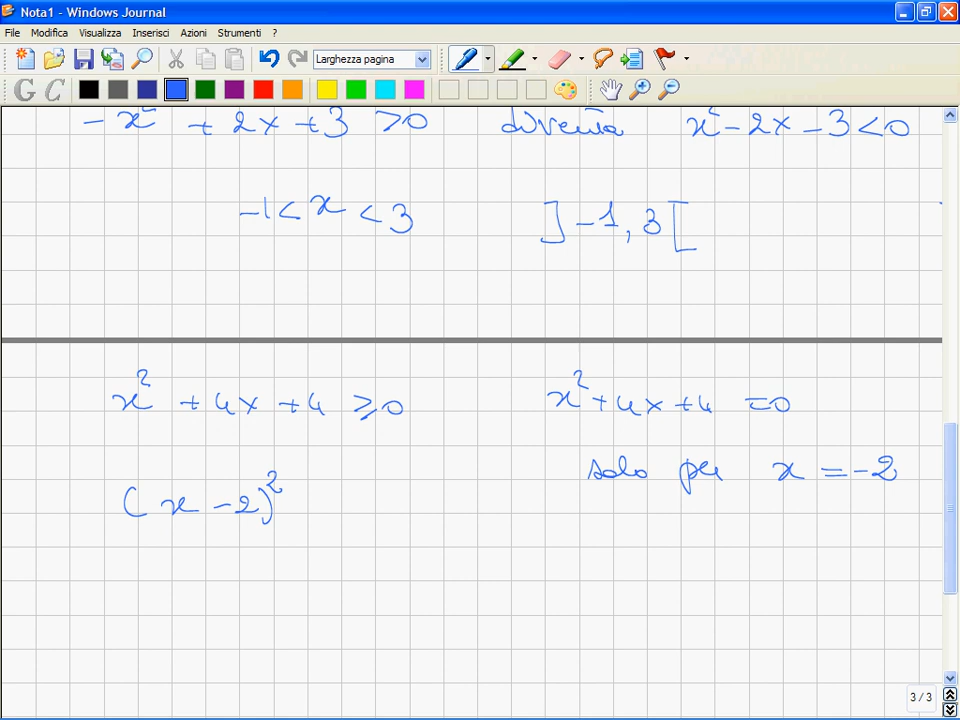 Nota1 - Windows Journal
File Modifica Visualizza Inserisci Azioni Strumenti ?
Larghezza pagina
G C
-x² + 2x + 3 > 0 diventa x² - 2x - 3 < 0
-1 < x < 3 ] -1, 3 [
x² + 4x + 4 ≥ 0 x² + 4x + 4 = 0
solo per x = -2
(x - 2)²
3 / 3